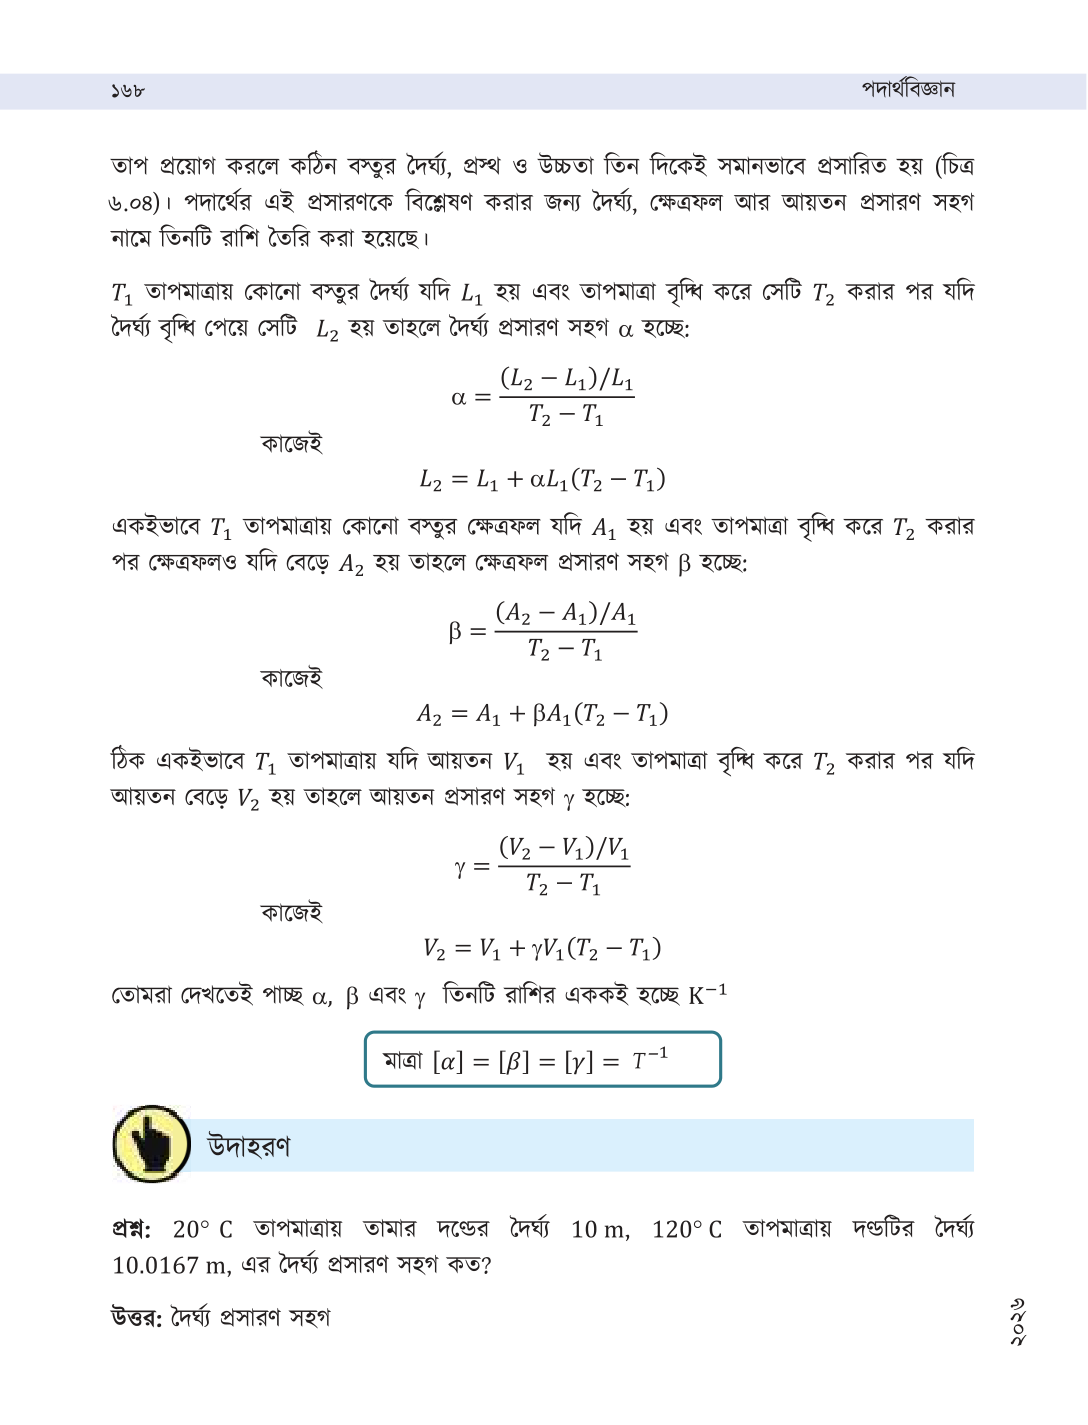 ১৬৮ পদার্থবিজ্ঞান
তাপ প্রয়োগ করলে কঠিন বস্তুর দৈর্ঘ্য, প্রস্থ ও উচ্চতা তিন দিকেই সমানভাবে প্রসারিত হয় (চিত্র
৬.০৪)। পদার্থের এই প্রসারণকে বিশ্লেষণ করার জন্য দৈর্ঘ্য, ক্ষেত্রফল আর আয়তন প্রসারণ সহগ
নামে তিনটি রাশি তৈরি করা হয়েছে।
T₁ তাপমাত্রায় কোনো বস্তুর দৈর্ঘ্য যদি L₁ হয় এবং তাপমাত্রা বৃদ্ধি করে সেটি T₂ করার পর যদি
দৈর্ঘ্য বৃদ্ধি পেয়ে সেটি L₂ হয় তাহলে দৈর্ঘ্য প্রসারণ সহগ α হচ্ছে:
α = (L₂ − L₁)/L₁ / T₂ − T₁
কাজেই
L₂ = L₁ + αL₁(T₂ − T₁)
একইভাবে T₁ তাপমাত্রায় কোনো বস্তুর ক্ষেত্রফল যদি A₁ হয় এবং তাপমাত্রা বৃদ্ধি করে T₂ করার
পর ক্ষেত্রফলও যদি বেড়ে A₂ হয় তাহলে ক্ষেত্রফল প্রসারণ সহগ β হচ্ছে:
β = (A₂ − A₁)/A₁ / T₂ − T₁
কাজেই
A₂ = A₁ + βA₁(T₂ − T₁)
ঠিক একইভাবে T₁ তাপমাত্রায় যদি আয়তন V₁ হয় এবং তাপমাত্রা বৃদ্ধি করে T₂ করার পর যদি
আয়তন বেড়ে V₂ হয় তাহলে আয়তন প্রসারণ সহগ γ হচ্ছে:
γ = (V₂ − V₁)/V₁ / T₂ − T₁
কাজেই
V₂ = V₁ + γV₁(T₂ − T₁)
তোমরা দেখতেই পাচ্ছ α, β এবং γ তিনটি রাশির এককই হচ্ছে K⁻¹
মাত্রা [α] = [β] = [γ] = T⁻¹
উদাহরণ
প্রশ্ন: 20° C তাপমাত্রায় তামার দণ্ডের দৈর্ঘ্য 10 m, 120° C তাপমাত্রায় দণ্ডটির দৈর্ঘ্য
10.0167 m, এর দৈর্ঘ্য প্রসারণ সহগ কত?
উত্তর: দৈর্ঘ্য প্রসারণ সহগ
২০২৬